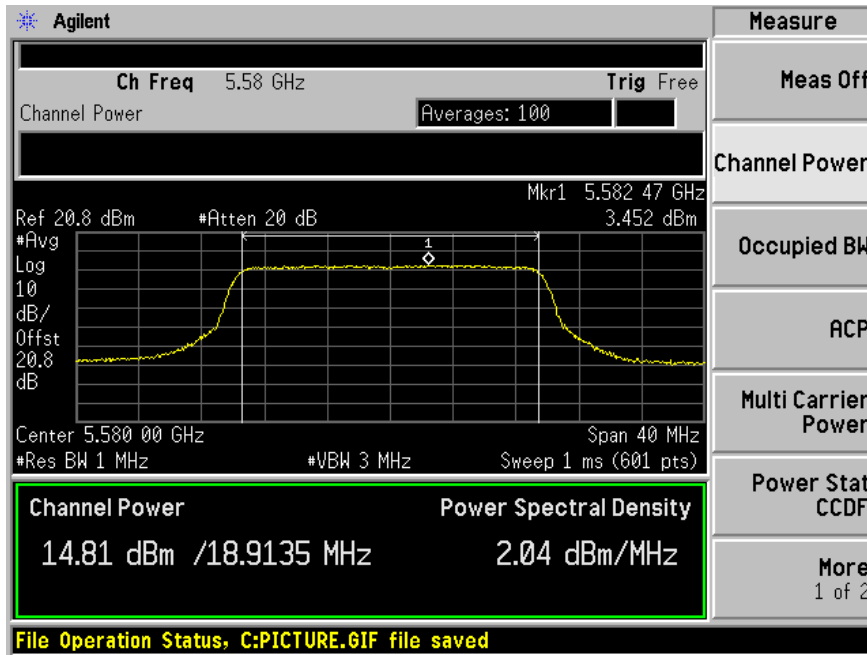 Agilent
Measure
Ch Freq 5.58 GHz Trig Free
Meas Off
Channel Power Averages: 100
Channel Power
Mkr1 5.582 47 GHz
Ref 20.8 dBm #Atten 20 dB 3.452 dBm
#Avg
1
Log
Occupied BW
10
dB/
Offst
ACP
20.8
dB
Multi Carrier
Power
Center 5.580 00 GHz Span 40 MHz
#Res BW 1 MHz #VBW 3 MHz Sweep 1 ms (601 pts)
Power Stat
CCDF
Channel Power Power Spectral Density
14.81 dBm /18.9135 MHz 2.04 dBm/MHz
More
1 of 2
File Operation Status, C:PICTURE.GIF file saved